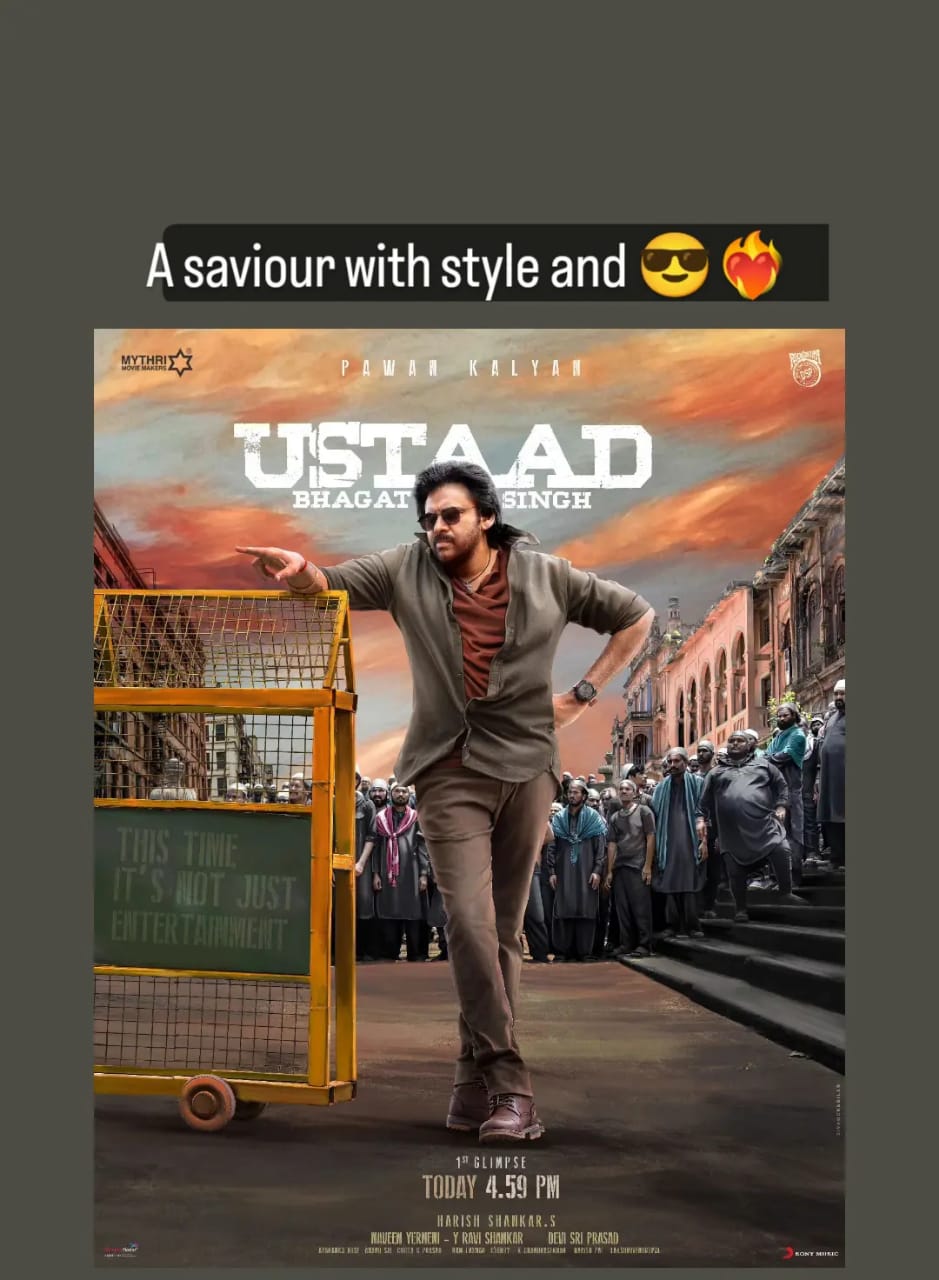 A saviour with style and 😎 ❤️‍🔥
MYTHRI
MOVIE MAKERS
PAWAN KALYAN
DSP
USTAAD
BHAGAT SINGH
THIS TIME
IT'S NOT JUST
ENTERTAINMENT
1ST GLIMPSE
TODAY 4.59 PM
HARISH SHANKAR.S
NAVEEN YERNENI - Y RAVI SHANKAR DEVI SRI PRASAD
SONY MUSIC